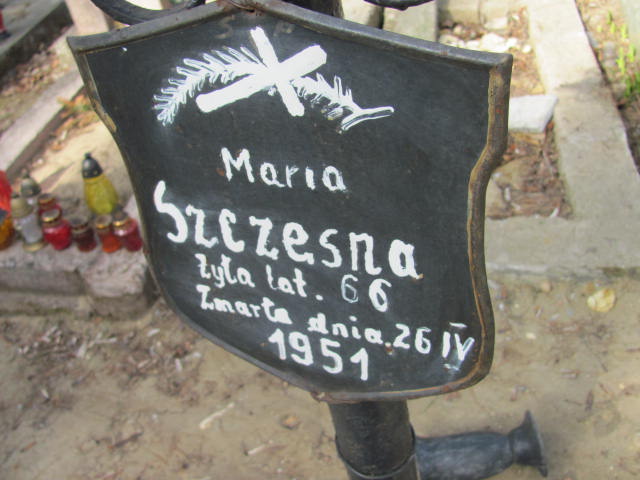 Maria
Szczesna
żyła lat. 66
Zmarła dnia. 26 IV
1951